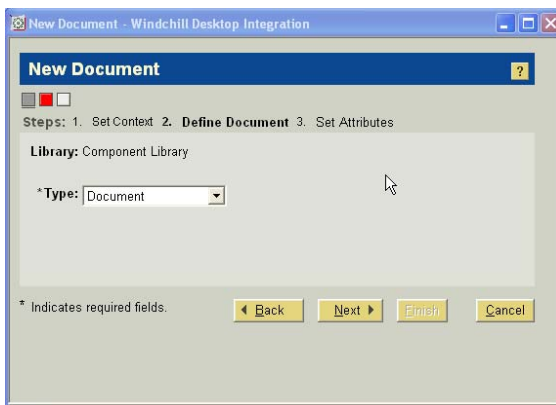 New Document - Windchill Desktop Integration
New Document
?
Steps: 1. Set Context 2. Define Document 3. Set Attributes
Library: Component Library
*Type: Document
* Indicates required fields.
Back Next Finish Cancel